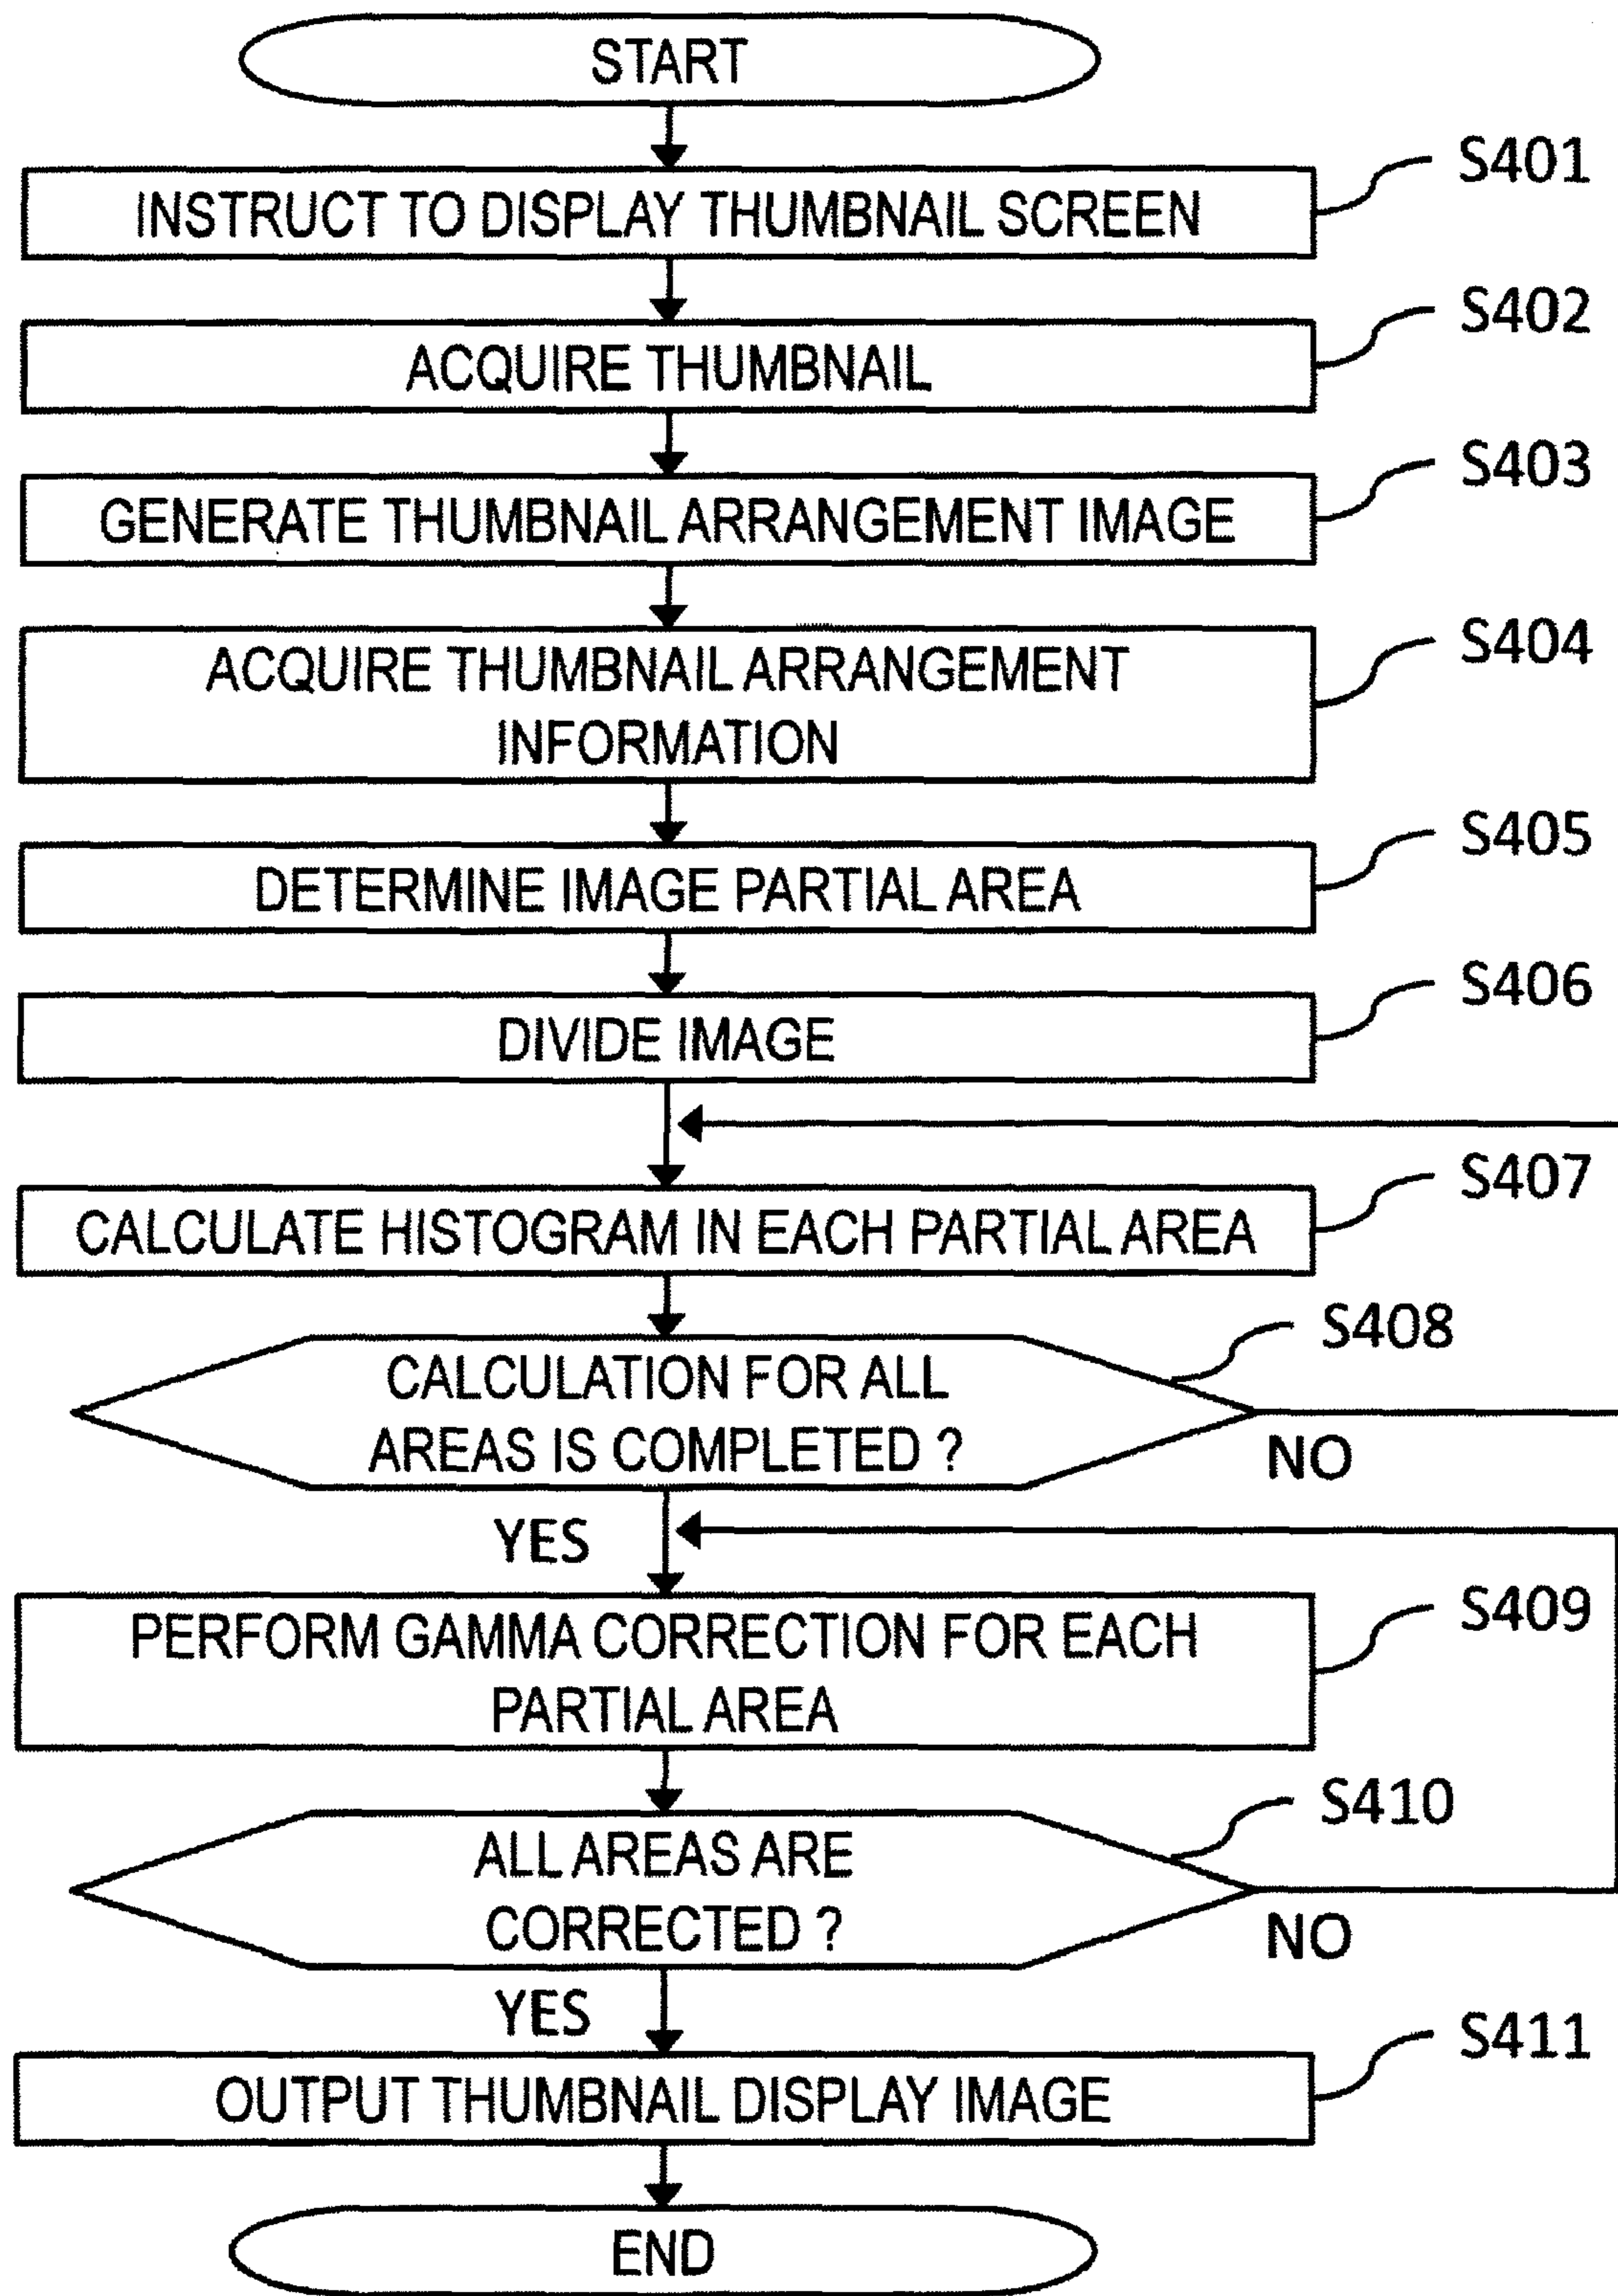 START
INSTRUCT TO DISPLAY THUMBNAIL SCREEN
S401
ACQUIRE THUMBNAIL
S402
GENERATE THUMBNAIL ARRANGEMENT IMAGE
S403
ACQUIRE THUMBNAIL ARRANGEMENT
INFORMATION
S404
DETERMINE IMAGE PARTIAL AREA
S405
DIVIDE IMAGE
S406
CALCULATE HISTOGRAM IN EACH PARTIAL AREA
S407
CALCULATION FOR ALL
AREAS IS COMPLETED ?
S408
NO
YES
PERFORM GAMMA CORRECTION FOR EACH
PARTIAL AREA
S409
ALL AREAS ARE
CORRECTED ?
S410
NO
YES
OUTPUT THUMBNAIL DISPLAY IMAGE
S411
END